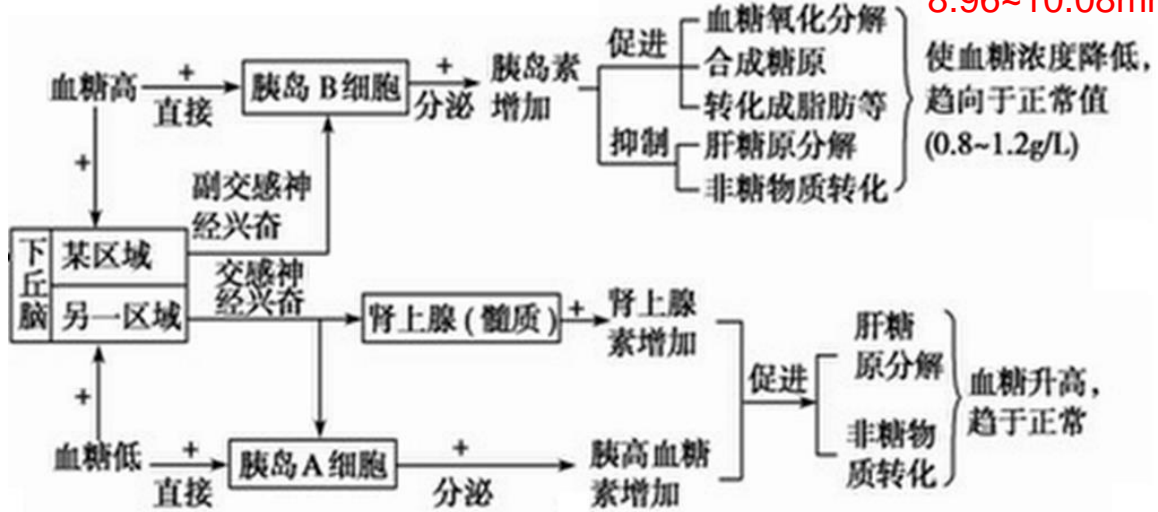 8.96~10.08m
血糖高
+
直接
胰岛 B细胞
+
分泌
胰岛素
增加
促进
血糖氧化分解
合成糖原
转化成脂肪等
抑制
肝糖原分解
非糖物质转化
使血糖浓度降低,
趋向于正常值
(0.8~1.2g/L)
+
副交感神
经兴奋
下丘脑
某区域
另一区域
交感神
经兴奋
肾上腺(髓质)
+
肾上腺
素增加
+
血糖低
+
直接
胰岛A细胞
+
分泌
胰高血糖
素增加
促进
肝糖
原分解
非糖物
质转化
血糖升高,
趋于正常